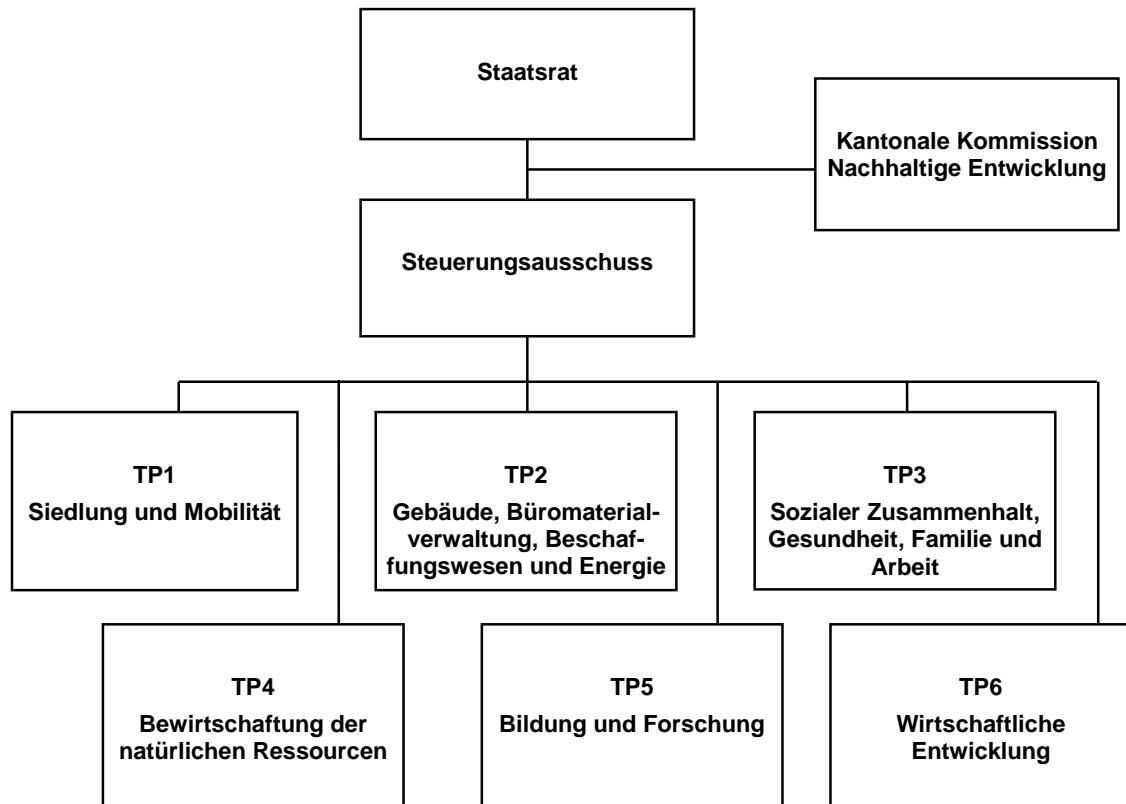 Staatsrat
Kantonale Kommission
Nachhaltige Entwicklung
Steuerungsausschuss
TP1
Siedlung und Mobilität
TP2
Gebäude, Büromaterial-
verwaltung, Beschaf-
fungswesen und Energie
TP3
Sozialer Zusammenhalt,
Gesundheit, Familie und
Arbeit
TP4
Bewirtschaftung der
natürlichen Ressourcen
TP5
Bildung und Forschung
TP6
Wirtschaftliche
Entwicklung